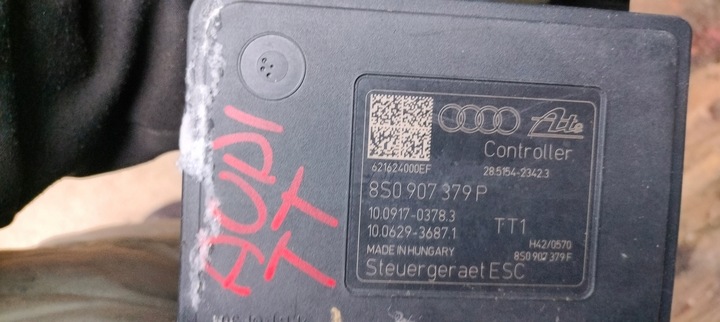 AUDI
TT
Ate
Controller
621624000EF
28.5154-2342.3
8S0 907 379 P
10.0917-0378.3
10.0629-3687.1
TT1
H42/0570
MADE IN HUNGARY
8S0 907 379 F
Steuergeraet ESC